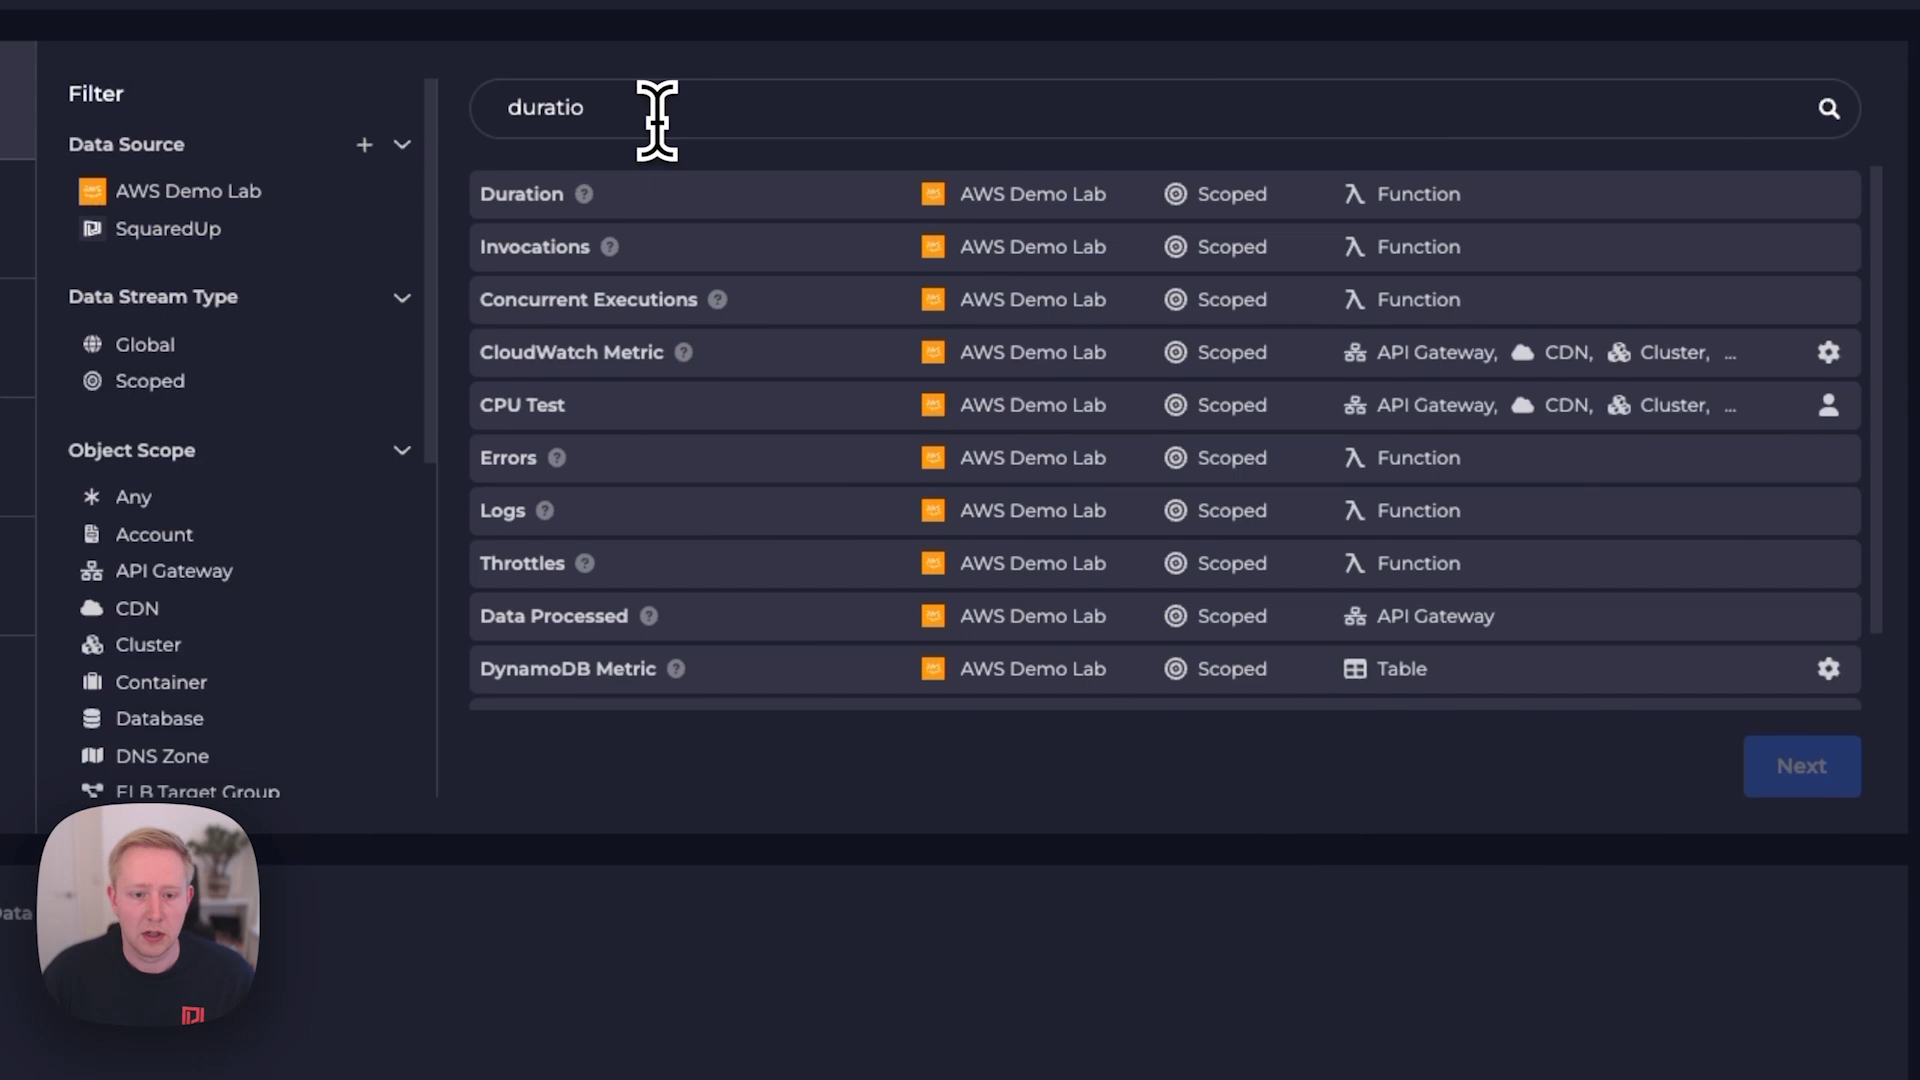 Filter
Data Source
AWS Demo Lab
SquaredUp
Data Stream Type
Global
Scoped
Object Scope
Any
Account
API Gateway
CDN
Cluster
Container
Database
DNS Zone
ELB Target Group
duratio
Duration ? AWS Demo Lab Scoped Function
Invocations ? AWS Demo Lab Scoped Function
Concurrent Executions ? AWS Demo Lab Scoped Function
CloudWatch Metric ? AWS Demo Lab Scoped API Gateway, CDN, Cluster, ...
CPU Test AWS Demo Lab Scoped API Gateway, CDN, Cluster, ...
Errors ? AWS Demo Lab Scoped Function
Logs ? AWS Demo Lab Scoped Function
Throttles ? AWS Demo Lab Scoped Function
Data Processed ? AWS Demo Lab Scoped API Gateway
DynamoDB Metric ? AWS Demo Lab Scoped Table
Next